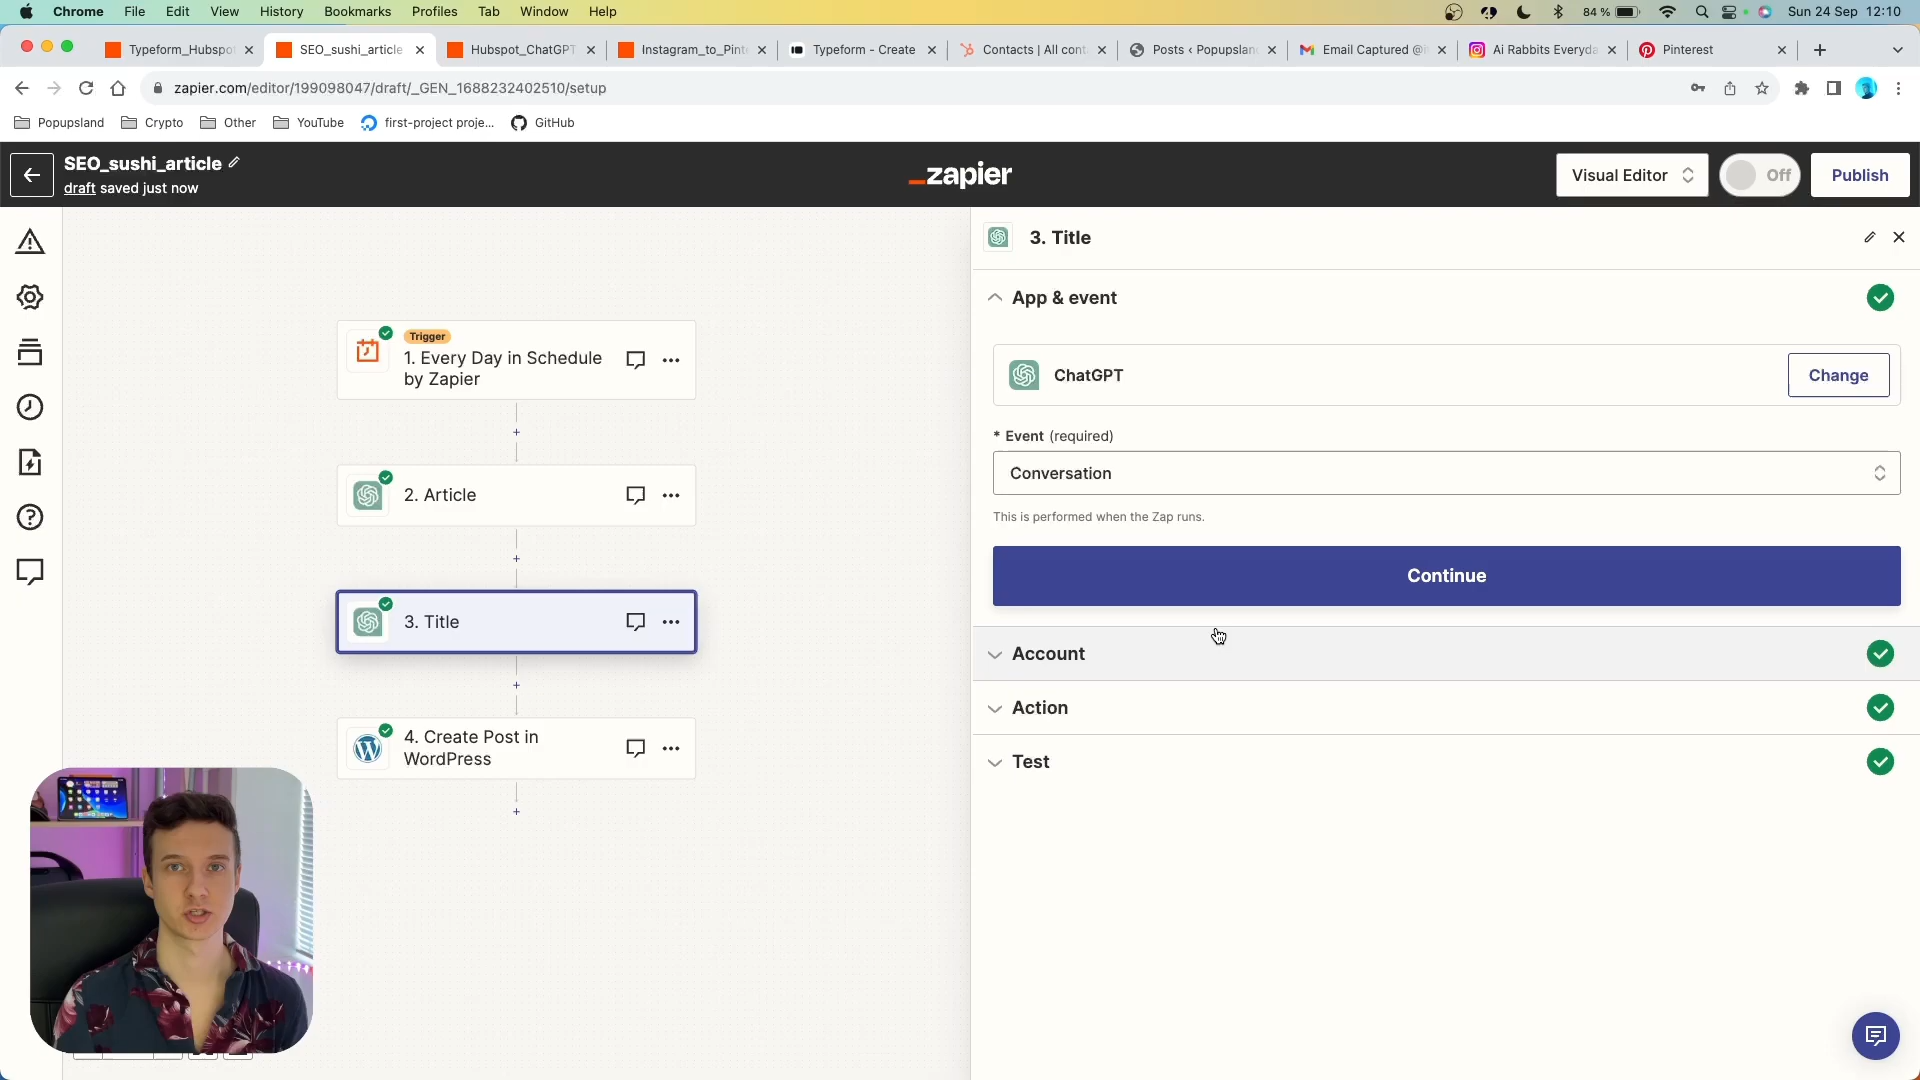 Chrome File Edit View History Bookmarks Profiles Tab Window Help 84 % Sun 24 Sep 12:10
Typeform_Hubspot SEO_sushi_article Hubspot_ChatGPT Instagram_to_Pint Typeform - Create Contacts | All cont Posts ‹ Popupslan Email Captured @ Ai Rabbits Everyda Pinterest
zapier.com/editor/199098047/draft/_GEN_1688232402510/setup
Popupsland Crypto Other YouTube first-project proje... GitHub
SEO_sushi_article
draft saved just now
_zapier
Visual Editor
Off
Publish
Trigger
1. Every Day in Schedule
by Zapier
2. Article
3. Title
4. Create Post in
WordPress
3. Title
App & event
ChatGPT
Change
* Event (required)
Conversation
This is performed when the Zap runs.
Continue
Account
Action
Test